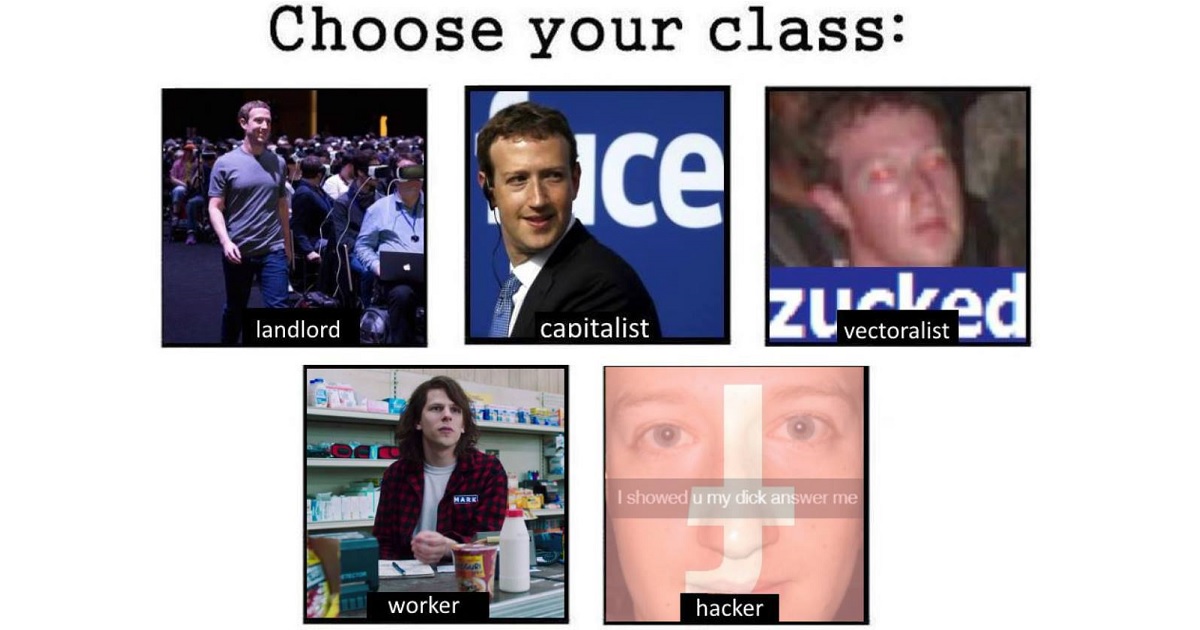 Choose your class:
landlord
ace
capitalist
zucked
vectoralist
MARK
worker
I showed u my dick answer me
hacker